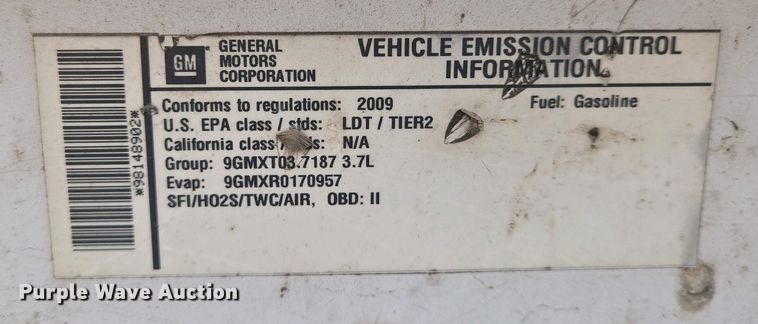 GM
GENERAL
MOTORS
CORPORATION
VEHICLE EMISSION CONTROL
INFORMATION
Conforms to regulations: 2009
Fuel: Gasoline
U.S. EPA class / stds: LDT / TIER2
California class / stds: N/A
Group: 9GMXT03.7187 3.7L
Evap: 9GMXR0170957
SFI/HO2S/TWC/AIR, OBD: II
*98148902*
Purple Wave Auction